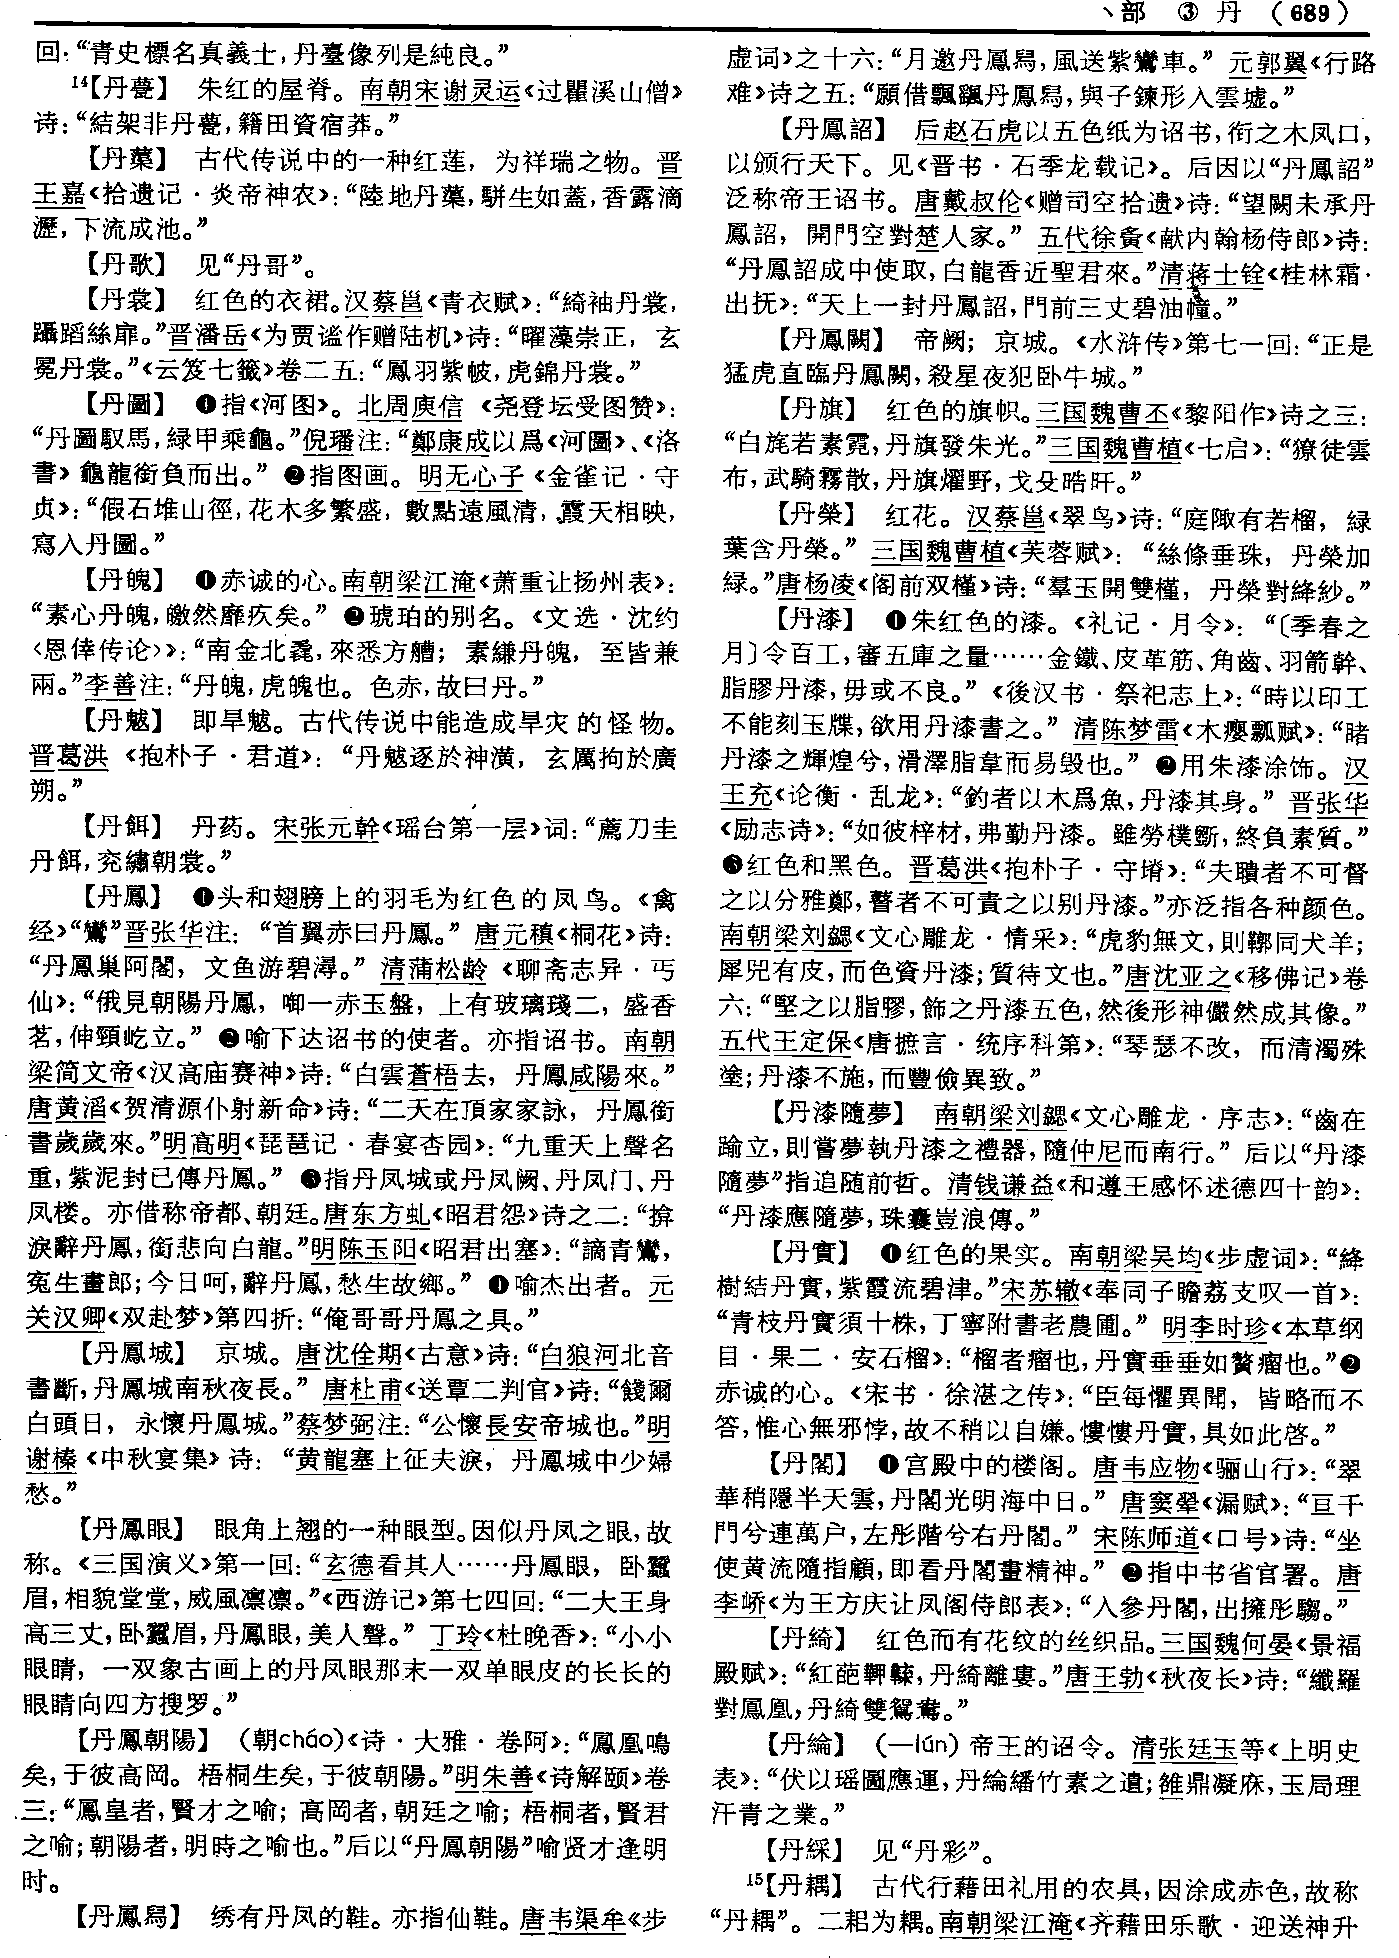 丶部 ③ 丹 (689)
回：“青史標名真義士，丹臺像列是純良。”
14【丹甍】 朱红的屋脊。南朝宋谢灵运《过瞿溪山僧》
诗：“結架非丹甍，籍田資宿莽。”
【丹蕖】 古代传说中的一种红莲，为祥瑞之物。晋
王嘉《拾遗记·炎帝神农》：“陸地丹蕖，駢生如蓋，香露滴
瀝，下流成池。”
【丹歌】 见“丹哥”。
【丹裳】 红色的衣裙。汉蔡邕《青衣赋》：“綺袖丹裳，
躡蹈絲扉。”晋潘岳《为贾谧作赠陆机》诗：“曜藻崇正，玄
冕丹裳。”《云笈七籤》卷二五：“鳳羽紫帔，虎錦丹裳。”
【丹圖】 ❶指《河图》。北周庾信《尧登坛受图赞》：
“丹圖馭馬，緑甲乘龜。”倪璠注：“鄭康成以爲《河圖》、《洛
書》龜龍銜負而出。” ❷指图画。明无心子《金雀记·守
贞》：“假石堆山徑，花木多繁盛，數點遠風清，霞天相映，
寫入丹圖。”
【丹魄】 ❶赤诚的心。南朝梁江淹《萧重让扬州表》：
“素心丹魄，皦然靡疚矣。” ❷琥珀的别名。《文选·沈约
〈恩倖传论〉》：“南金北毳，來悉方艚；素縑丹魄，至皆兼
兩。”李善注：“丹魄，虎魄也。色赤，故曰丹。”
【丹魃】 即旱魃。古代传说中能造成旱灾的怪物。
晋葛洪《抱朴子·君道》：“丹魃逐於神潢，玄厲拘於廣
朔。”
【丹餌】 丹药。宋张元幹《瑶台第一层》词：“薦刀圭
丹餌，衮繡朝裳。”
【丹鳳】 ❶头和翅膀上的羽毛为红色的凤鸟。《禽
经》“鸞”晋张华注：“首翼赤曰丹鳳。”唐元稹《桐花》诗：
“丹鳳巢阿閣，文鱼游碧潯。”清蒲松龄《聊斋志异·丐
仙》：“俄見朝陽丹鳳，啣一赤玉盤，上有玻璃琖二，盛香
茗，伸頸屹立。” ❷喻下达诏书的使者。亦指诏书。南朝
梁简文帝《汉高庙赛神》诗：“白雲蒼梧去，丹鳳咸陽來。”
唐黄滔《贺清源仆射新命》诗：“二天在頂家家詠，丹鳳銜
書歲歲來。”明高明《琵琶记·春宴杏园》：“九重天上聲名
重，紫泥封已傳丹鳳。” ❸指丹凤城或丹凤阙、丹凤门、丹
凤楼。亦借称帝都、朝廷。唐东方虬《昭君怨》诗之二：“揜
淚辭丹鳳，銜悲向白龍。”明陈玉阳《昭君出塞》：“謫青鸞，
冤生畫郎；今日呵，辭丹鳳，愁生故鄉。” ❹喻杰出者。元
关汉卿《双赴梦》第四折：“俺哥哥丹鳳之具。”
【丹鳳城】 京城。唐沈佺期《古意》诗：“白狼河北音
書斷，丹鳳城南秋夜長。”唐杜甫《送覃二判官》诗：“餞爾
白頭日，永懷丹鳳城。”蔡梦弼注：“公懷長安帝城也。”明
谢榛《中秋宴集》诗：“黄龍塞上征夫淚，丹鳳城中少婦
愁。”
【丹鳳眼】 眼角上翘的一种眼型。因似丹凤之眼，故
称。《三国演义》第一回：“玄德看其人……丹鳳眼，卧蠶
眉，相貌堂堂，威風凛凛。”《西游记》第七四回：“二大王身
高三丈，卧蠶眉，丹鳳眼，美人聲。”丁玲《杜晚香》：“小小
眼睛，一双象古画上的丹凤眼那末一双单眼皮的长长的
眼睛向四方搜罗。”
【丹鳳朝陽】 （朝cháo）《诗·大雅·卷阿》：“鳳凰鳴
矣，于彼高岡。梧桐生矣，于彼朝陽。”明朱善《诗解颐》卷
三：“鳳皇者，賢才之喻；高岡者，朝廷之喻；梧桐者，賢君
之喻；朝陽者，明時之喻也。”后以“丹鳳朝陽”喻贤才逢明
时。
【丹鳳舄】 绣有丹凤的鞋。亦指仙鞋。唐韦渠牟《步
虚词》之十六：“月邀丹鳳舄，風送紫鸞車。”元郭翼《行路
难》诗之五：“願借飄飄丹鳳舄，與子鍊形入雲墟。”
【丹鳳詔】 后赵石虎以五色纸为诏书，衔之木凤口，
以颁行天下。见《晋书·石季龙载记》。后因以“丹鳳詔”
泛称帝王诏书。唐戴叔伦《赠司空拾遗》诗：“望闕未承丹
鳳詔，開門空對楚人家。”五代徐夤《献内翰杨侍郎》诗：
“丹鳳詔成中使取，白龍香近聖君來。”清蒋士铨《桂林霜·
出抚》：“天上一封丹鳳詔，門前三丈碧油幢。”
【丹鳳闕】 帝阙；京城。《水浒传》第七一回：“正是
猛虎直臨丹鳳闕，殺星夜犯卧牛城。”
【丹旗】 红色的旗帜。三国魏曹丕《黎阳作》诗之三：
“白旄若素霓，丹旗發朱光。”三国魏曹植《七启》：“獠徒雲
布，武騎霧散，丹旗燿野，戈殳晧旰。”
【丹榮】 红花。汉蔡邕《翠鸟》诗：“庭陬有若榴，緑
葉含丹榮。”三国魏曹植《芙蓉赋》：“絲條垂珠，丹榮加
緑。”唐杨凌《阁前双槿》诗：“羣玉開雙槿，丹榮對絳紗。”
【丹漆】 ❶朱红色的漆。《礼记·月令》：“〔季春之
月〕令百工，審五庫之量……金鐵、皮革筋、角齒、羽箭幹、
脂膠丹漆，毋或不良。”《後汉书·祭祀志上》：“時以印工
不能刻玉牒，欲用丹漆書之。”清陈梦雷《木瘿瓢赋》：“睹
丹漆之輝煌兮，滑澤脂韋而易毁也。” ❷用朱漆涂饰。汉
王充《论衡·乱龙》：“釣者以木爲魚，丹漆其身。”晋张华
《励志诗》：“如彼梓材，弗勤丹漆。雖勞樸斵，終負素質。”
❸红色和黑色。晋葛洪《抱朴子·守塉》：“夫聵者不可督
之以分雅鄭，瞽者不可責之以别丹漆。”亦泛指各种颜色。
南朝梁刘勰《文心雕龙·情采》：“虎豹無文，則鞹同犬羊；
犀兕有皮，而色資丹漆；質待文也。”唐沈亚之《移佛记》卷
六：“堅之以脂膠，飾之丹漆五色，然後形神儼然成其像。”
五代王定保《唐摭言·统序科第》：“琴瑟不改，而清濁殊
塗；丹漆不施，而豐儉異致。”
【丹漆隨夢】 南朝梁刘勰《文心雕龙·序志》：“齒在
踰立，則嘗夢執丹漆之禮器，隨仲尼而南行。”后以“丹漆
隨夢”指追随前哲。清钱谦益《和遵王感怀述德四十韵》：
“丹漆應隨夢，珠囊豈浪傳。”
【丹實】 ❶红色的果实。南朝梁吴均《步虚词》：“絳
樹結丹實，紫霞流碧津。”宋苏辙《奉同子瞻荔支叹一首》：
“青枝丹實須十株，丁寧附書老農圃。”明李时珍《本草纲
目·果二·安石榴》：“榴者瘤也，丹實垂垂如贅瘤也。” ❷
赤诚的心。《宋书·徐湛之传》：“臣每懼異聞，皆略而不
答，惟心無邪悖，故不稍以自嫌。慺慺丹實，具如此啓。”
【丹閣】 ❶宫殿中的楼阁。唐韦应物《骊山行》：“翠
華稍隱半天雲，丹閣光明海中日。”唐窦翚《漏赋》：“亘千
門兮連萬户，左彤階兮右丹閣。”宋陈师道《口号》诗：“坐
使黄流隨指顧，即看丹閣畫精神。” ❷指中书省官署。唐
李峤《为王方庆让凤阁侍郎表》：“入參丹閣，出擁彤騶。”
【丹綺】 红色而有花纹的丝织品。三国魏何晏《景福
殿赋》：“紅葩𩊠鞢，丹綺離婁。”唐王勃《秋夜长》诗：“纖羅
對鳳凰，丹綺雙鴛鴦。”
【丹綸】 （—lún）帝王的诏令。清张廷玉等《上明史
表》：“伏以瑶圖應運，丹綸繙竹素之遺；雒鼎凝庥，玉局理
汗青之業。”
【丹綵】 见“丹彩”。
15【丹耦】 古代行藉田礼用的农具，因涂成赤色，故称
“丹耦”。二耜为耦。南朝梁江淹《齐藉田乐歌·迎送神升